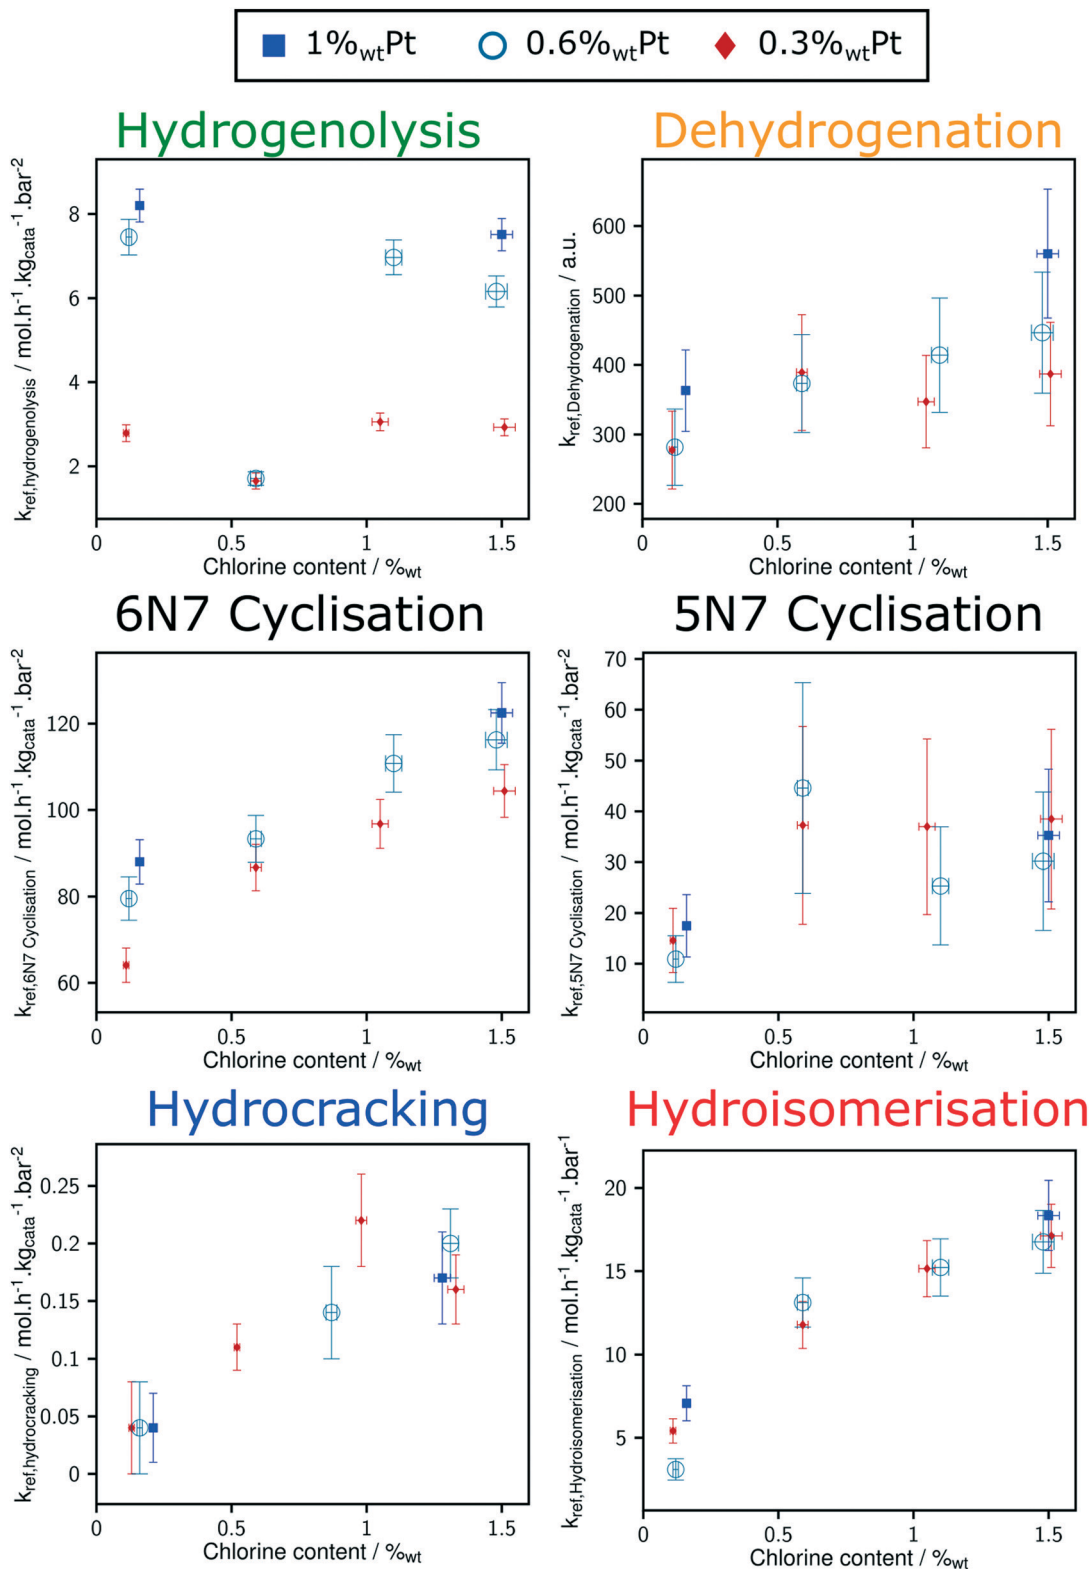 1%wtPt 0.6%wtPt 0.3%wtPt
Hydrogenolysis
kref,hydrogenolysis / mol.h-1.kgcata-1.bar-2
8
6
4
2
0 0.5 1 1.5
Chlorine content / %wt
Dehydrogenation
kref,Dehydrogenation / a.u.
600
500
400
300
200
0 0.5 1 1.5
Chlorine content / %wt
6N7 Cyclisation
kref,6N7 Cyclisation / mol.h-1.kgcata-1.bar-2
120
100
80
60
0 0.5 1 1.5
Chlorine content / %wt
5N7 Cyclisation
kref,5N7 Cyclisation / mol.h-1.kgcata-1.bar-2
70
60
50
40
30
20
10
0 0.5 1 1.5
Chlorine content / %wt
Hydrocracking
kref,hydrocracking / mol.h-1.kgcata-1.bar-2
0.25
0.2
0.15
0.1
0.05
0
0 0.5 1 1.5
Chlorine content / %wt
Hydroisomerisation
kref,Hydroisomerisation / mol.h-1.kgcata-1.bar-1
20
15
10
5
0 0.5 1 1.5
Chlorine content / %wt